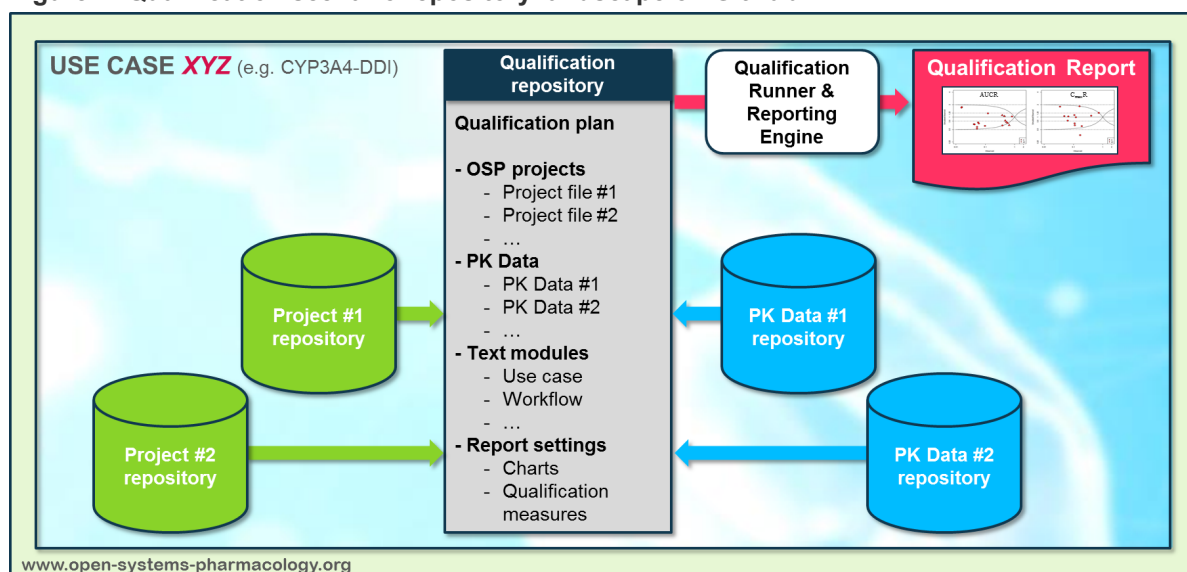 USE CASE XYZ (e.g. CYP3A4-DDI)
Qualification
repository
Qualification plan
- OSP projects
- Project file #1
- Project file #2
- …
- PK Data
- PK Data #1
- PK Data #2
- …
- Text modules
- Use case
- Workflow
- …
- Report settings
- Charts
- Qualification
measures
Qualification
Runner &
Reporting
Engine
Qualification Report
AUCR
Project #1
repository
Project #2
repository
PK Data #1
repository
PK Data #2
repository
www.open-systems-pharmacology.org